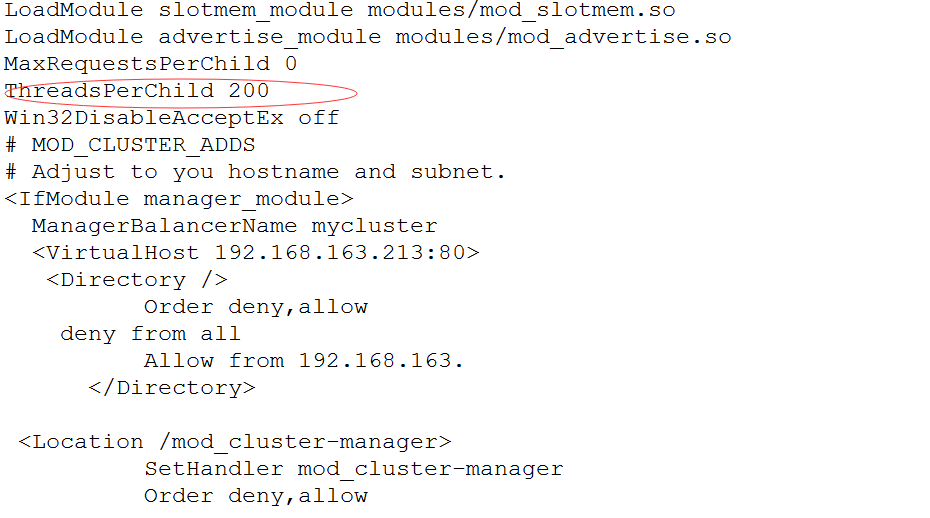 LoadModule slotmem_module modules/mod_slotmem.so
LoadModule advertise_module modules/mod_advertise.so
MaxRequestsPerChild 0
ThreadsPerChild 200
Win32DisableAcceptEx off
# MOD_CLUSTER_ADDS
# Adjust to you hostname and subnet.
<IfModule manager_module>
  ManagerBalancerName mycluster
  <VirtualHost 192.168.163.213:80>
   <Directory />
          Order deny,allow
    deny from all
          Allow from 192.168.163.
      </Directory>

 <Location /mod_cluster-manager>
          SetHandler mod_cluster-manager
          Order deny,allow